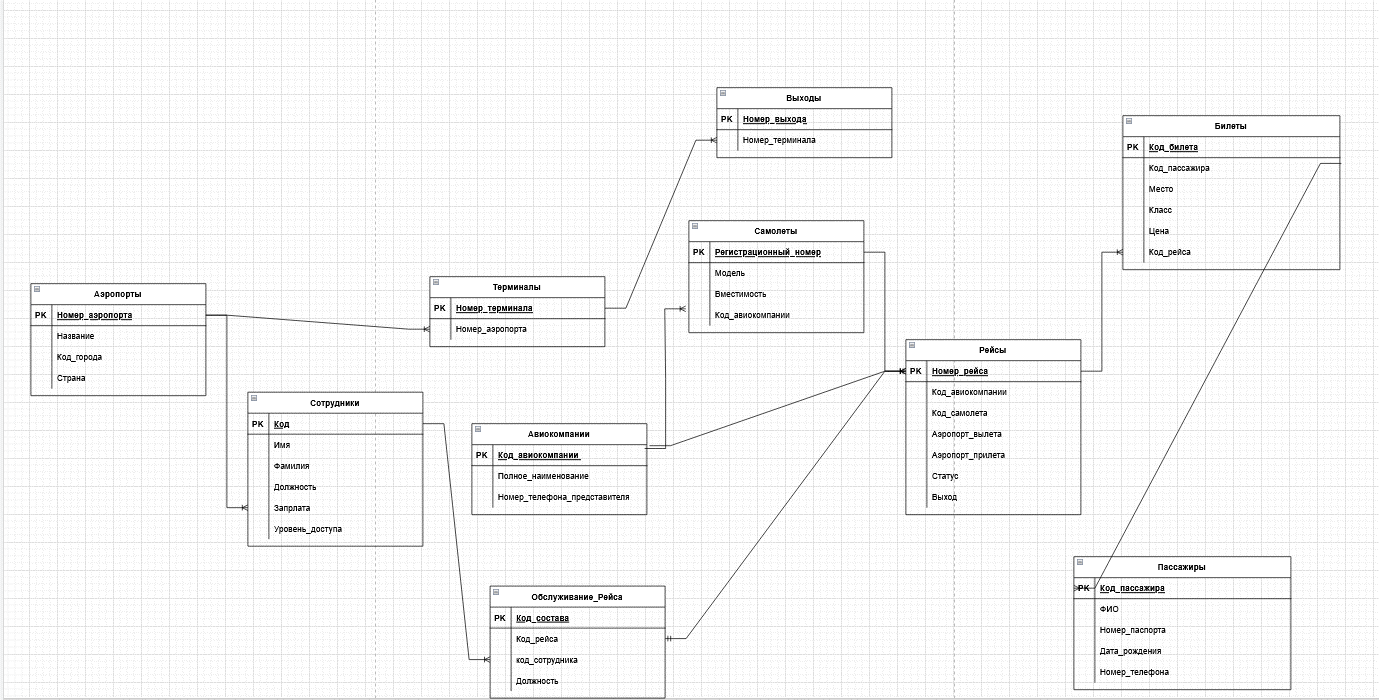 Выходы
PK Номер_выхода
Номер_терминала
Билеты
PK Код_билета
Код_пассажира
Место
Класс
Цена
Код_рейса
Самолеты
PK Регистрационный_номер
Модель
Вместимость
Код_авиокомпании
Терминалы
PK Номер_терминала
Номер_аэропорта
Аэропорты
PK Номер_аэропорта
Название
Код_города
Страна
Рейсы
PK Номер_рейса
Код_авиокомпании
Код_самолета
Аэропорт_вылета
Аэропорт_прилета
Статус
Выход
Сотрудники
PK Код
Имя
Фамилия
Должность
Запрлата
Уровень_доступа
Авиокомпании
PK Код_авиокомпании
Полное_наименование
Номер_телефона_представителя
Обслуживание_Рейса
PK Код_состава
Код_рейса
код_сотрудника
Должность
Пассажиры
PK Код_пассажира
ФИО
Номер_паспорта
Дата_рождения
Номер_телефона